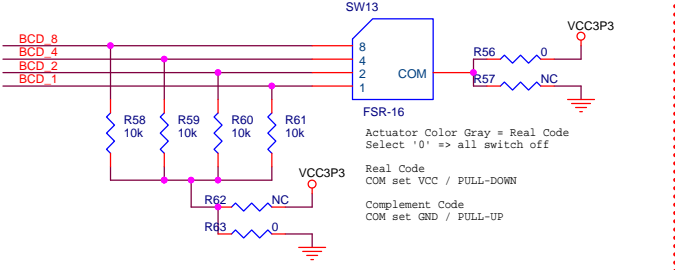 SW13
VCC3P3
BCD_8
BCD_4
BCD_2
BCD_1
8
4
2
1
COM
R56
0
R57
NC
FSR-16
R58
10k
R59
10k
R60
10k
R61
10k
Actuator Color Gray = Real Code
Select '0' => all switch off
Real Code
COM set VCC / PULL-DOWN
Complement Code
COM set GND / PULL-UP
VCC3P3
R62
NC
R63
0